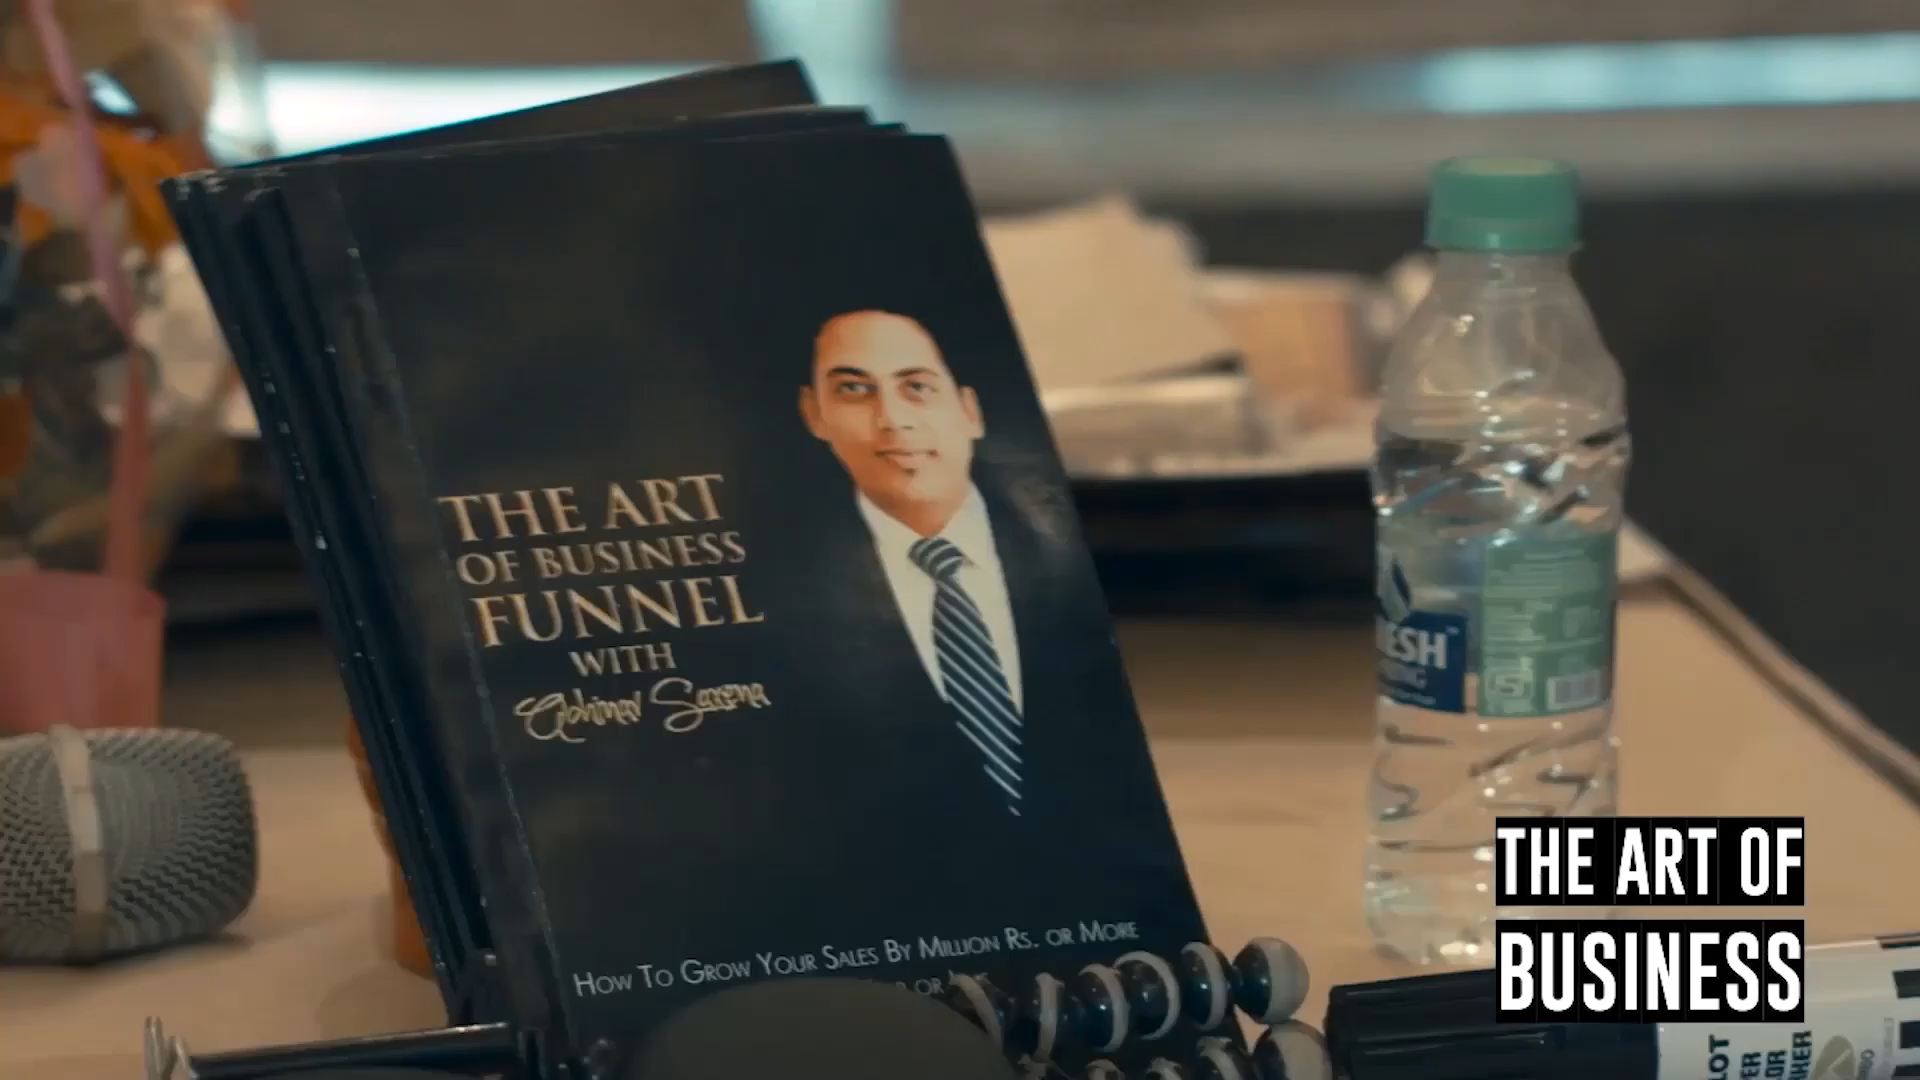 THE ART
OF BUSINESS
FUNNEL
WITH
Abhinav Saxena
HOW TO GROW YOUR SALES BY MILLION RS. OR MORE
OR
THE ART OF
BUSINESS